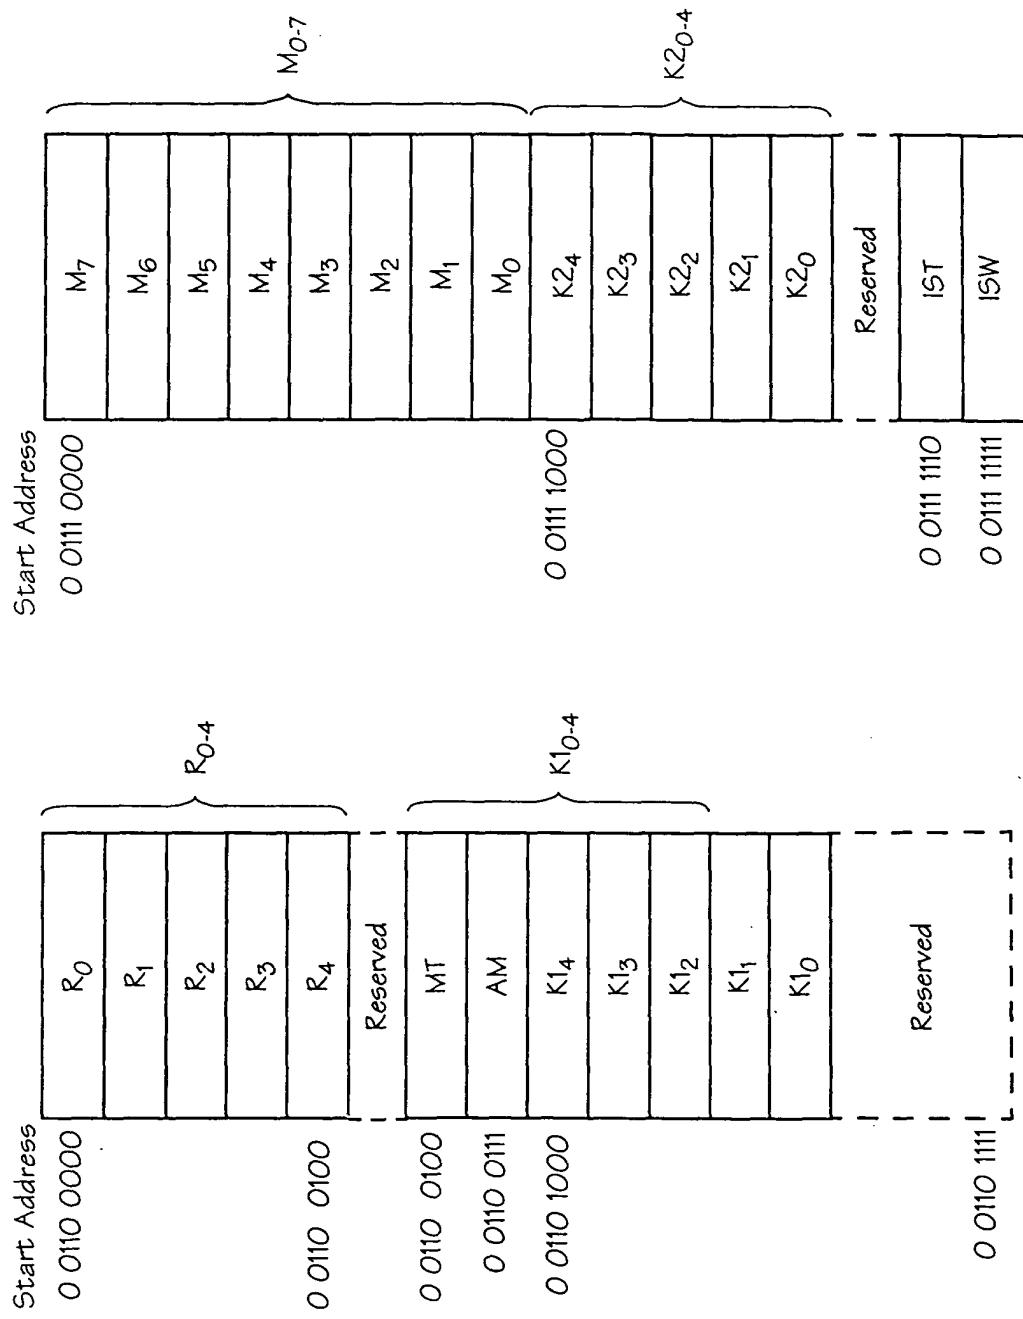 Start Address
0 0110 0000
R0
R1
R2
R3
0 0110 0100
R4
R0-4
Reserved
0 0110 0100
MT
0 0110 0111
AM
0 0110 1000
K14
K13
K12
K11
K10
K10-4
Reserved
0 0110 1111
Start Address
0 0111 0000
M7
M6
M5
M4
M3
M2
M1
M0
M0-7
0 0111 1000
K24
K23
K22
K21
K20
K20-4
Reserved
0 0111 1110
IST
0 0111 11111
ISW